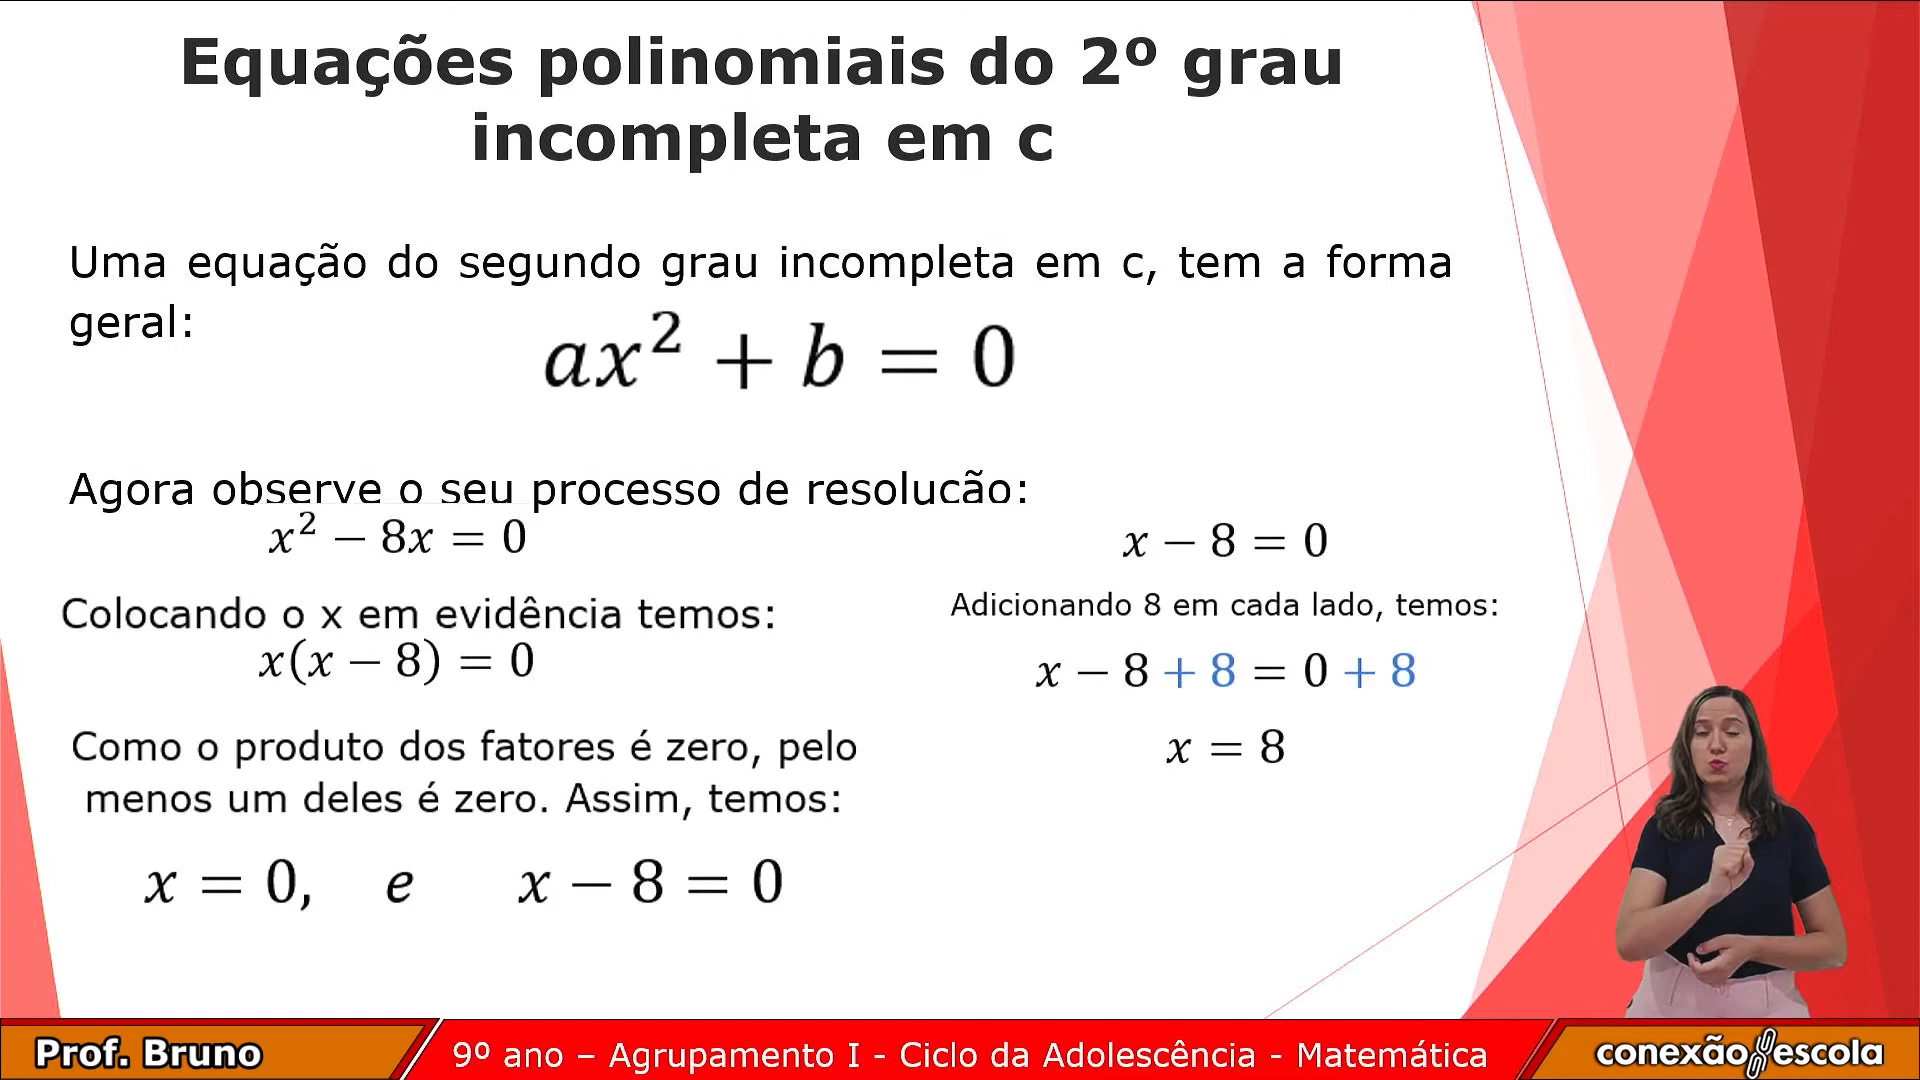 Equações polinomiais do 2º grau
incompleta em c
Uma equação do segundo grau incompleta em c, tem a forma
geral:
ax² + b = 0
Agora observe o seu processo de resolução:
x² − 8x = 0
Colocando o x em evidência temos:
x(x − 8) = 0
Como o produto dos fatores é zero, pelo
menos um deles é zero. Assim, temos:
x = 0, e x − 8 = 0
x − 8 = 0
Adicionando 8 em cada lado, temos:
x − 8 + 8 = 0 + 8
x = 8
Prof. Bruno
9º ano – Agrupamento I - Ciclo da Adolescência - Matemática
conexão escola